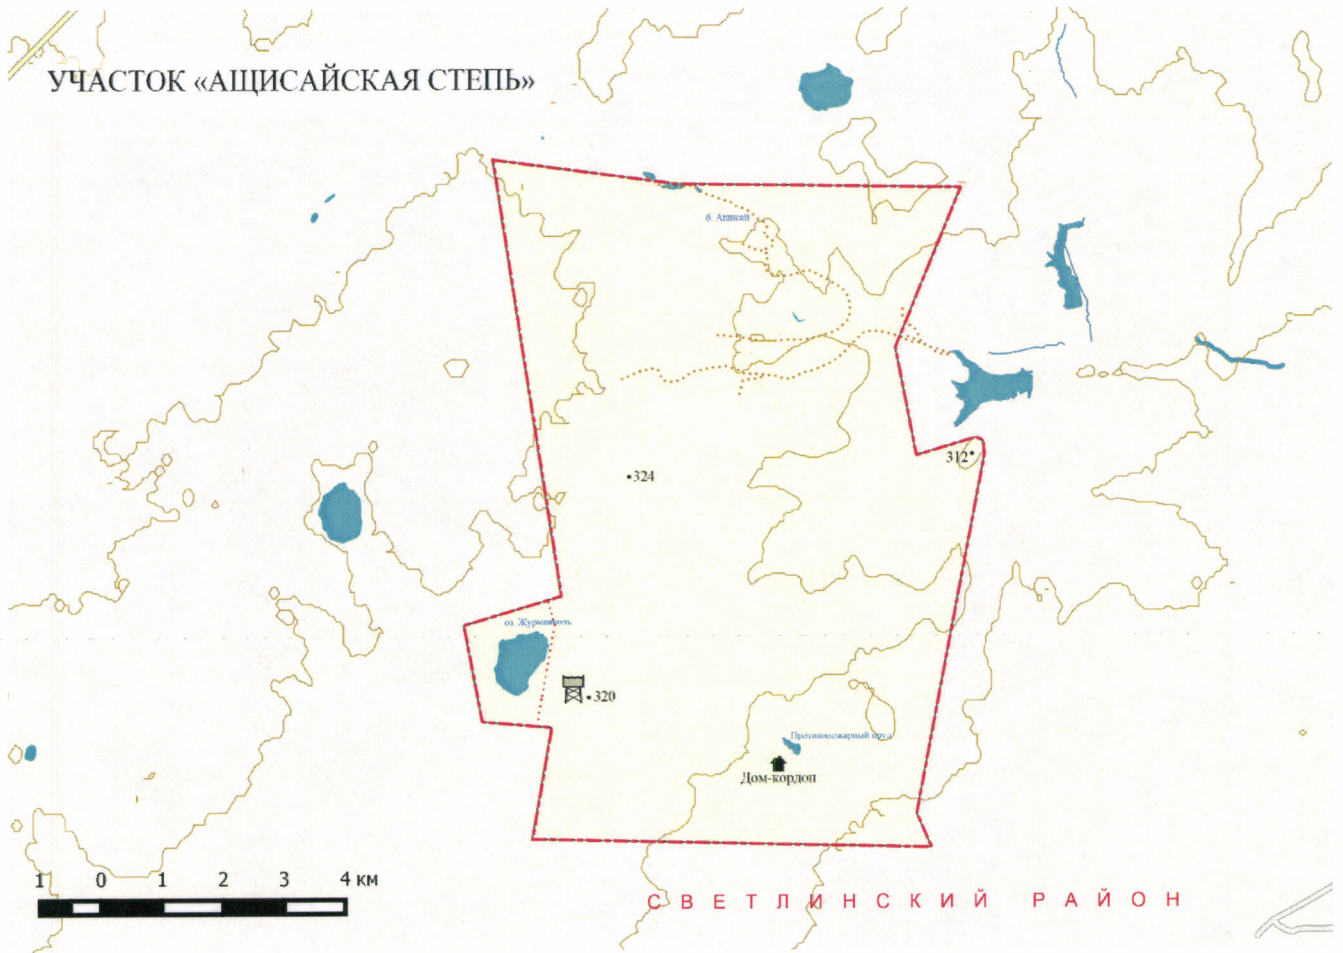 УЧАСТОК «АЩИСАЙСКАЯ СТЕПЬ»
б. Ащисай
312
324
оз. Журманколь
320
Противопожарный пруд
Дом-кордон
1 0 1 2 3 4 км
СВЕТЛИНСКИЙ РАЙОН